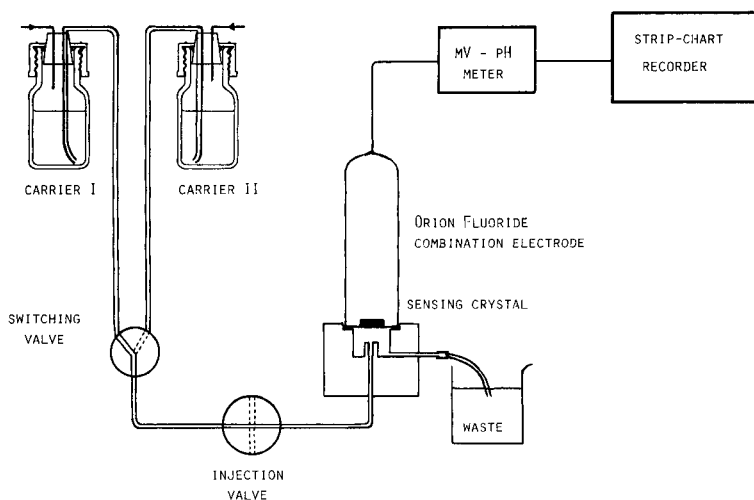 MV - pH
METER
STRIP-CHART
RECORDER
CARRIER I
CARRIER II
ORION FLUORIDE
COMBINATION ELECTRODE
SENSING CRYSTAL
SWITCHING
VALVE
WASTE
INJECTION
VALVE